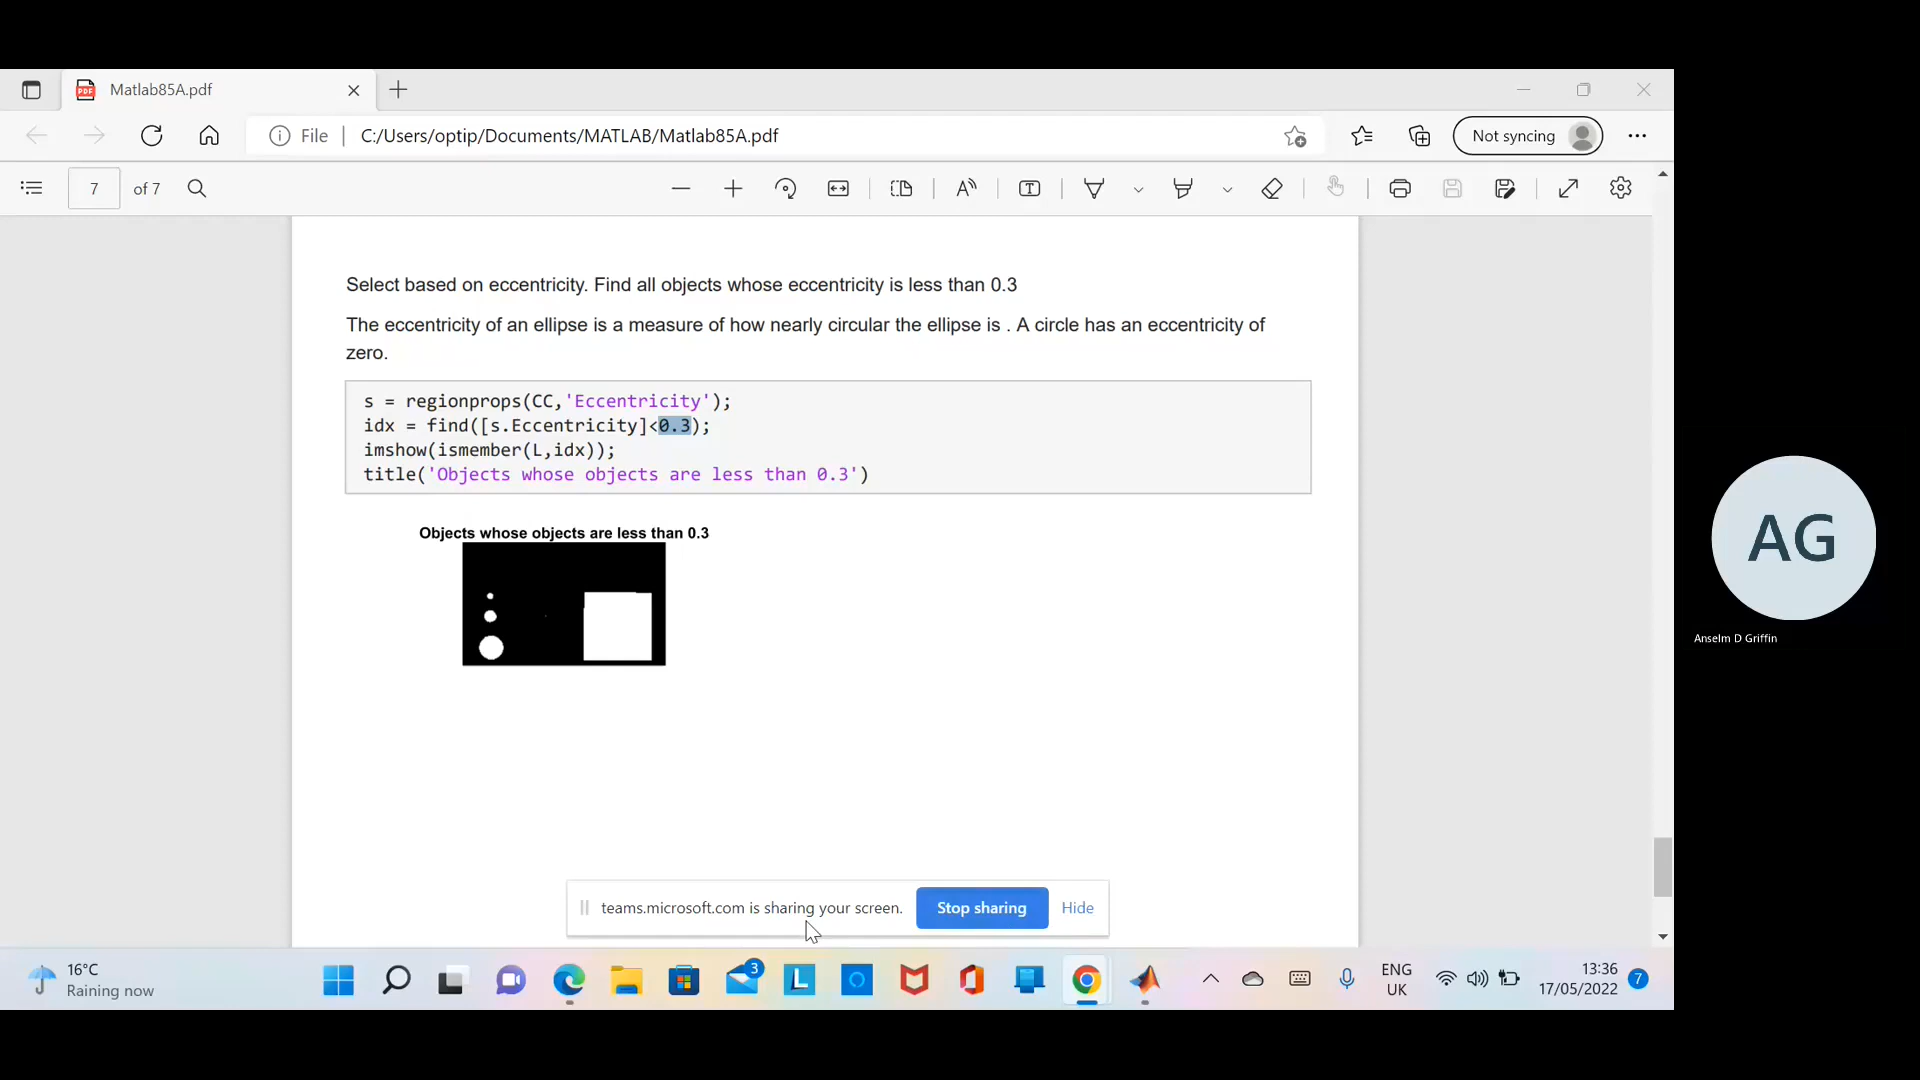 Matlab85A.pdf
File
C:/Users/optip/Documents/MATLAB/Matlab85A.pdf
Not syncing
7 of 7
Select based on eccentricity. Find all objects whose eccentricity is less than 0.3
The eccentricity of an ellipse is a measure of how nearly circular the ellipse is . A circle has an eccentricity of
zero.
s = regionprops(CC,'Eccentricity');
idx = find([s.Eccentricity]<0.3);
imshow(ismember(L,idx));
title('Objects whose objects are less than 0.3')
Objects whose objects are less than 0.3
AG
Anselm D Griffin
teams.microsoft.com is sharing your screen.
Stop sharing
Hide
16°C
Raining now
3
L
ENG
UK
13:36
17/05/2022
7